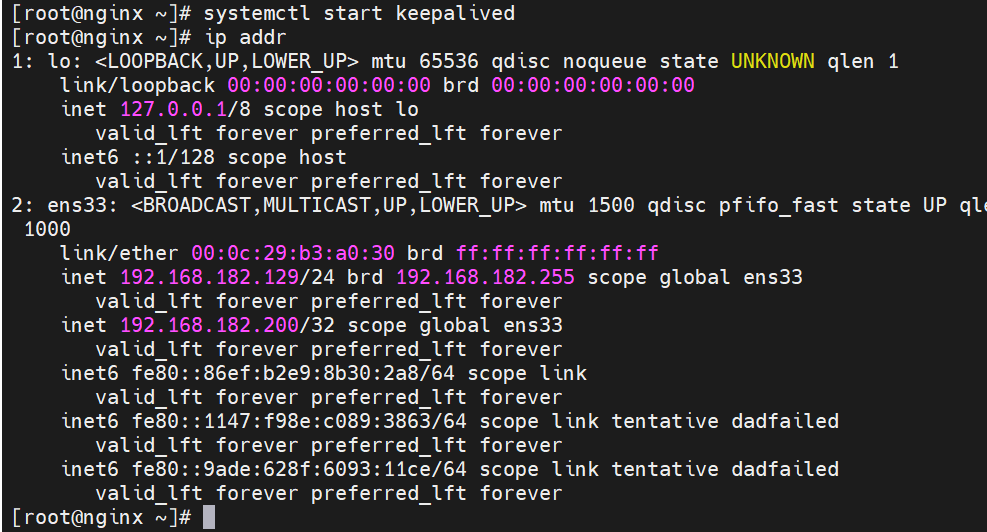 [root@nginx ~]# systemctl start keepalived
[root@nginx ~]# ip addr
1: lo: <LOOPBACK,UP,LOWER_UP> mtu 65536 qdisc noqueue state UNKNOWN qlen 1
    link/loopback 00:00:00:00:00:00 brd 00:00:00:00:00:00
    inet 127.0.0.1/8 scope host lo
       valid_lft forever preferred_lft forever
    inet6 ::1/128 scope host
       valid_lft forever preferred_lft forever
2: ens33: <BROADCAST,MULTICAST,UP,LOWER_UP> mtu 1500 qdisc pfifo_fast state UP qle
 1000
    link/ether 00:0c:29:b3:a0:30 brd ff:ff:ff:ff:ff:ff
    inet 192.168.182.129/24 brd 192.168.182.255 scope global ens33
       valid_lft forever preferred_lft forever
    inet 192.168.182.200/32 scope global ens33
       valid_lft forever preferred_lft forever
    inet6 fe80::86ef:b2e9:8b30:2a8/64 scope link
       valid_lft forever preferred_lft forever
    inet6 fe80::1147:f98e:c089:3863/64 scope link tentative dadfailed
       valid_lft forever preferred_lft forever
    inet6 fe80::9ade:628f:6093:11ce/64 scope link tentative dadfailed
       valid_lft forever preferred_lft forever
[root@nginx ~]#